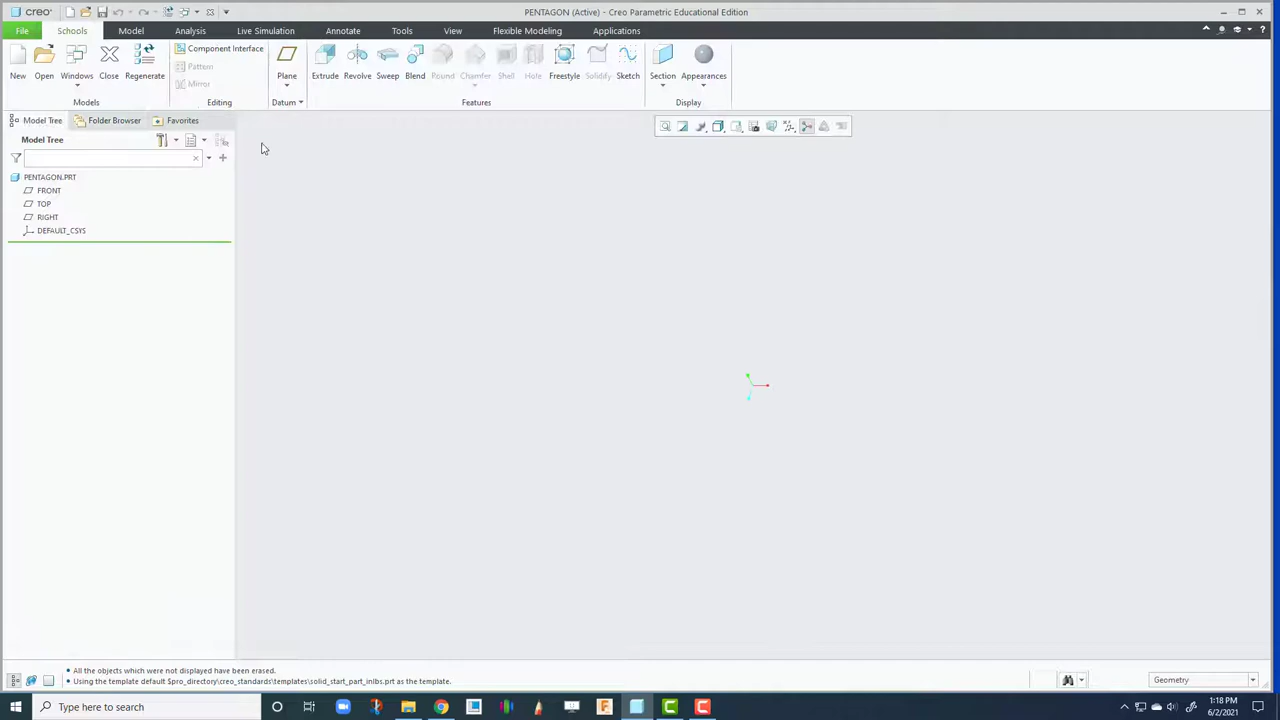 creo
PENTAGON (Active) - Creo Parametric Educational Edition
File Schools Model Analysis Live Simulation Annotate Tools View Flexible Modeling Applications
New Open Windows Close Regenerate
Component Interface
Pattern
Mirror
Plane
Extrude Revolve Sweep Blend Round Chamfer Shell Hole Freestyle Solidify Sketch
Section Appearances
Models Editing Datum Features Display
Model Tree Folder Browser Favorites
Model Tree
PENTAGON.PRT
FRONT
TOP
RIGHT
DEFAULT_CSYS
• All the objects which were not displayed have been erased.
• Using the template default $pro_directory\creo_standards\templates\solid_start_part_inlbs.prt as the template.
Geometry
Type here to search
1:18 PM
6/2/2021